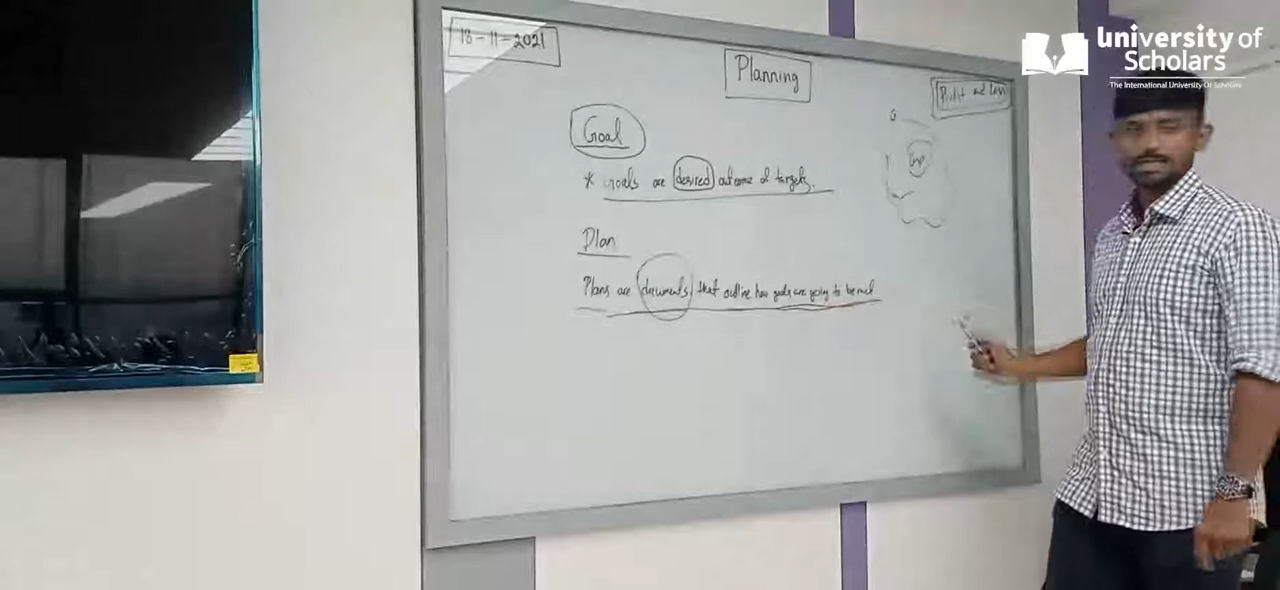 18-11-2021
Planning
Profit and Loss
Goal
* Goals are desired outcome of targets.
Plan
Plans are documents that outline how goals are going to be met
University of
Scholars
The International University Of Scholars